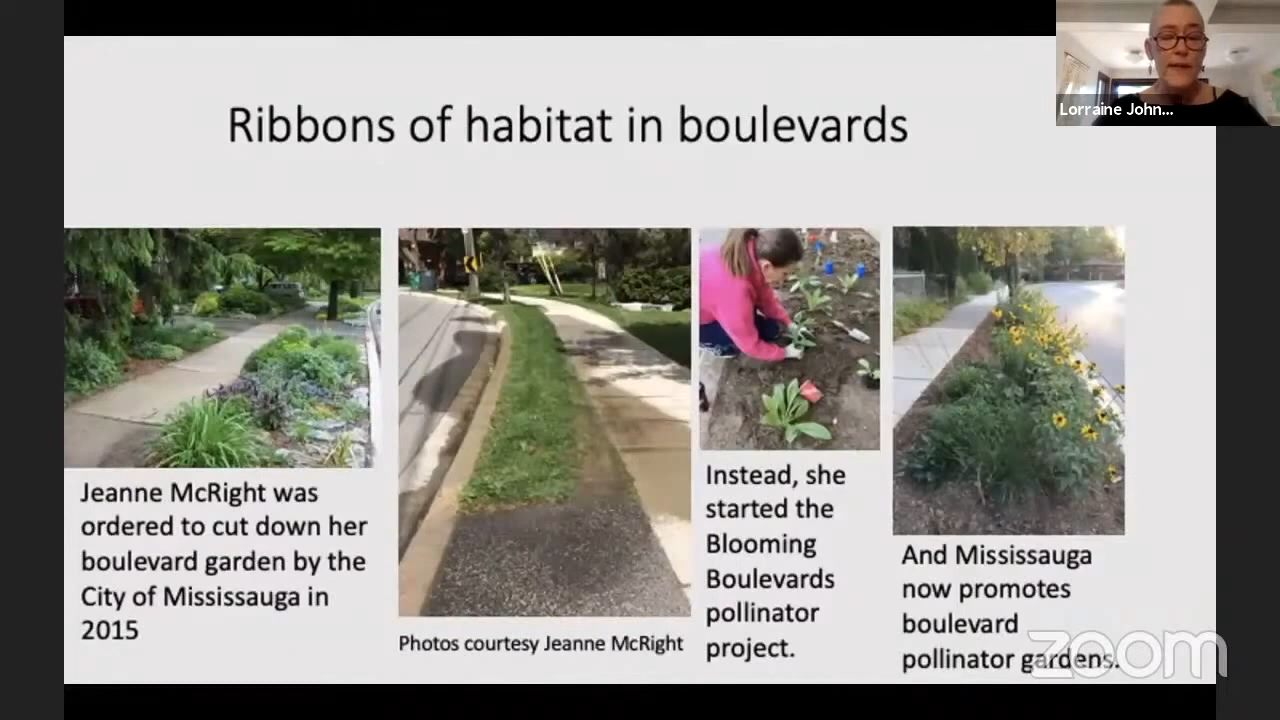 Ribbons of habitat in boulevards
Lorraine John...
Jeanne McRight was
ordered to cut down her
boulevard garden by the
City of Mississauga in
2015
Photos courtesy Jeanne McRight
Instead, she
started the
Blooming
Boulevards
pollinator
project.
And Mississauga
now promotes
boulevard
pollinator gardens.
zoom